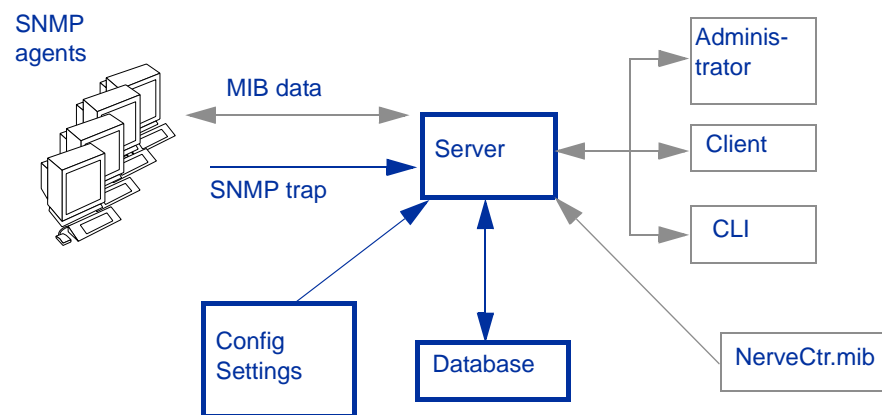 SNMP
agents
MIB data
SNMP trap
Server
Adminis-
trator
Client
CLI
Config
Settings
Database
NerveCtr.mib